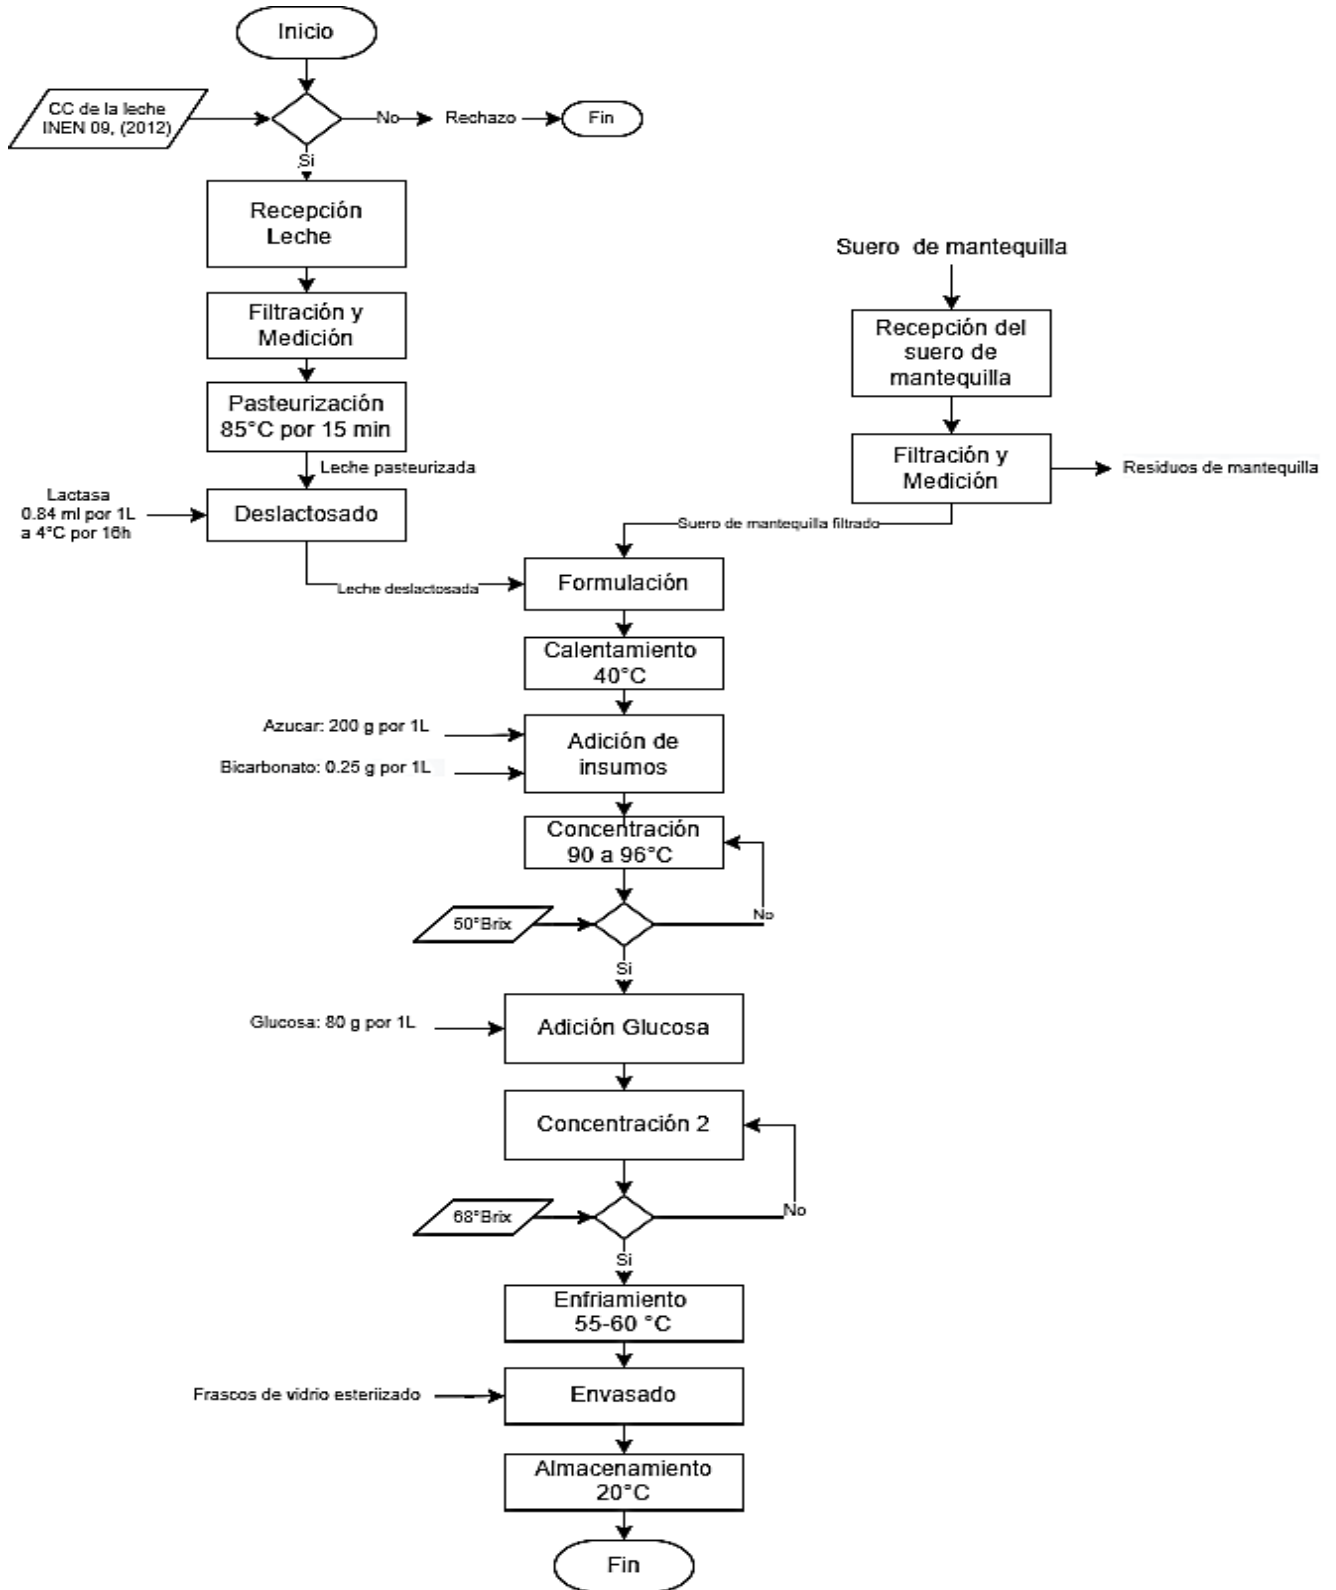 Inicio
CC de la leche
INEN 09, (2012)
No
Rechazo
Fin
Si
Recepción
Leche
Filtración y
Medición
Pasteurización
85°C por 15 min
Leche pasteurizada
Lactasa
0.84 ml por 1L
a 4°C por 16h
Deslactosado
Leche deslactosada
Suero de mantequilla
Recepción del
suero de
mantequilla
Filtración y
Medición
Residuos de mantequilla
Suero de mantequilla filtrado
Formulación
Calentamiento
40°C
Azucar: 200 g por 1L
Bicarbonato: 0.25 g por 1L
Adición de
insumos
Concentración
90 a 96°C
50°Brix
No
Si
Glucosa: 80 g por 1L
Adición Glucosa
Concentración 2
68°Brix
No
Si
Enfriamiento
55-60 °C
Frascos de vidrio esteriizado
Envasado
Almacenamiento
20°C
Fin